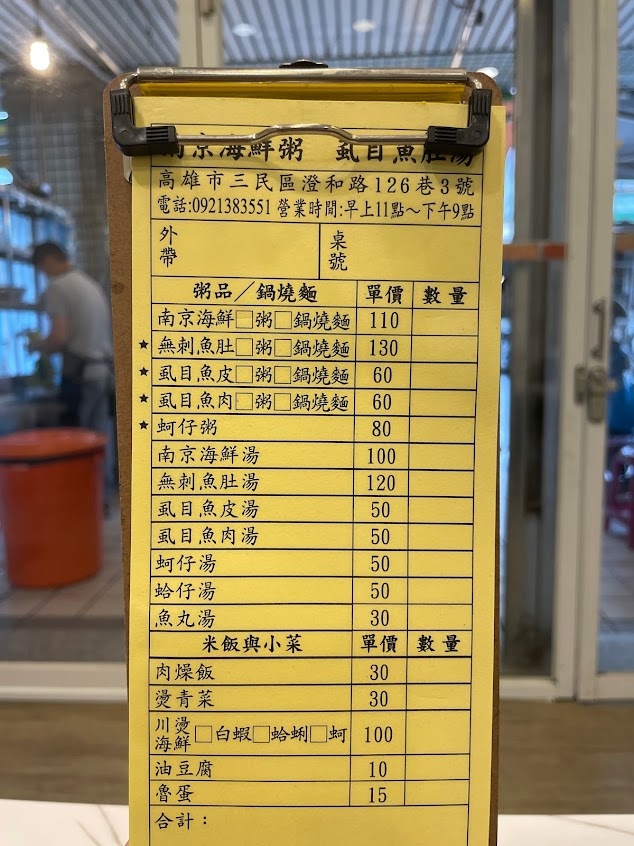 南京海鮮粥 虱目魚肚湯
高雄市三民區澄和路126巷3號
電話:0921383551 營業時間:早上11點～下午9點
外帶 桌號
粥品／鍋燒麵 單價 數量
南京海鮮□粥□鍋燒麵 110
★ 無刺魚肚□粥□鍋燒麵 130
★ 虱目魚皮□粥□鍋燒麵 60
★ 虱目魚肉□粥□鍋燒麵 60
★ 蚵仔粥 80
南京海鮮湯 100
無刺魚肚湯 120
虱目魚皮湯 50
虱目魚肉湯 50
蚵仔湯 50
蛤仔湯 50
魚丸湯 30
米飯與小菜 單價 數量
肉燥飯 30
燙青菜 30
川燙海鮮 □白蝦□蛤蜊□蚵 100
油豆腐 10
魯蛋 15
合計：